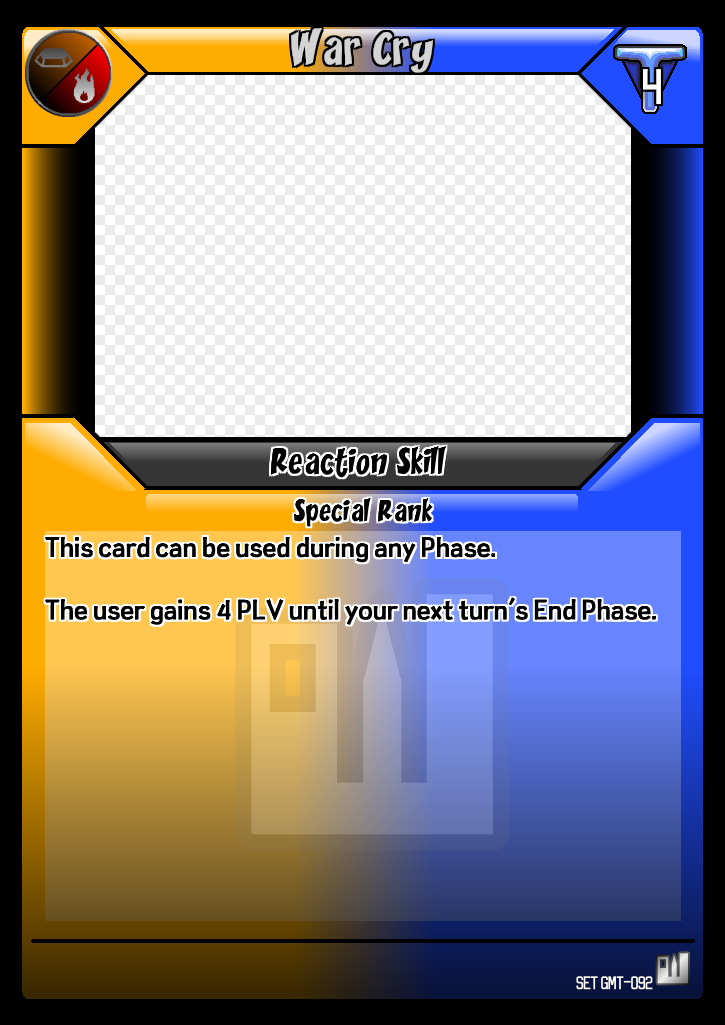 War Cry
4
Reaction Skill
Special Rank
This card can be used during any Phase.
The user gains 4 PLV until your next turn's End Phase.
SET GMT-092